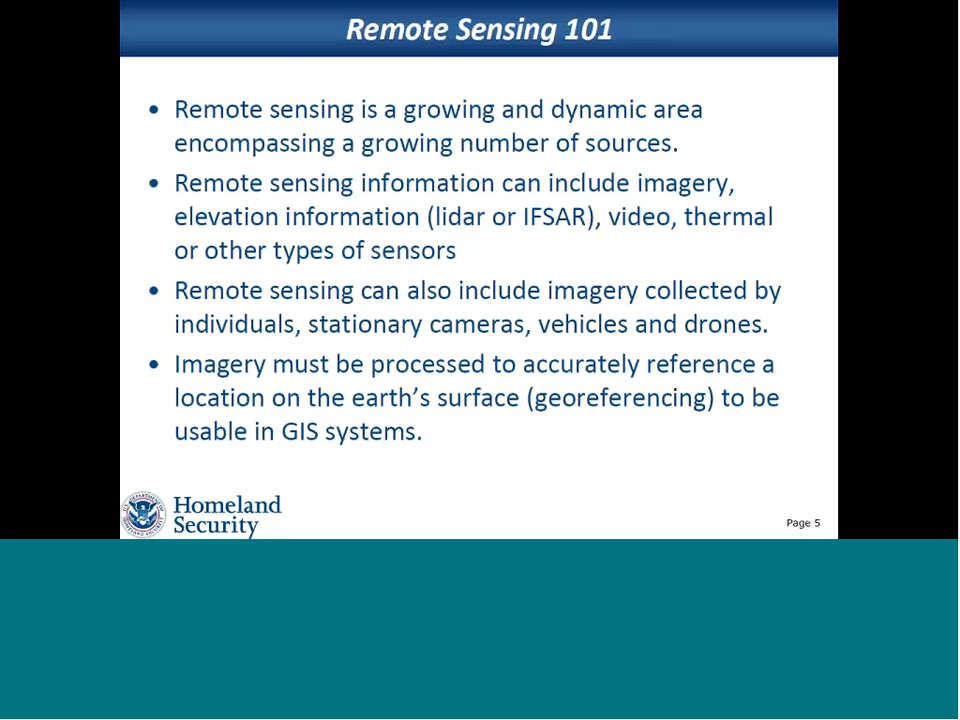 Remote Sensing 101
• Remote sensing is a growing and dynamic area
encompassing a growing number of sources.
• Remote sensing information can include imagery,
elevation information (lidar or IFSAR), video, thermal
or other types of sensors
• Remote sensing can also include imagery collected by
individuals, stationary cameras, vehicles and drones.
• Imagery must be processed to accurately reference a
location on the earth's surface (georeferencing) to be
usable in GIS systems.
Homeland
Security
Page 5